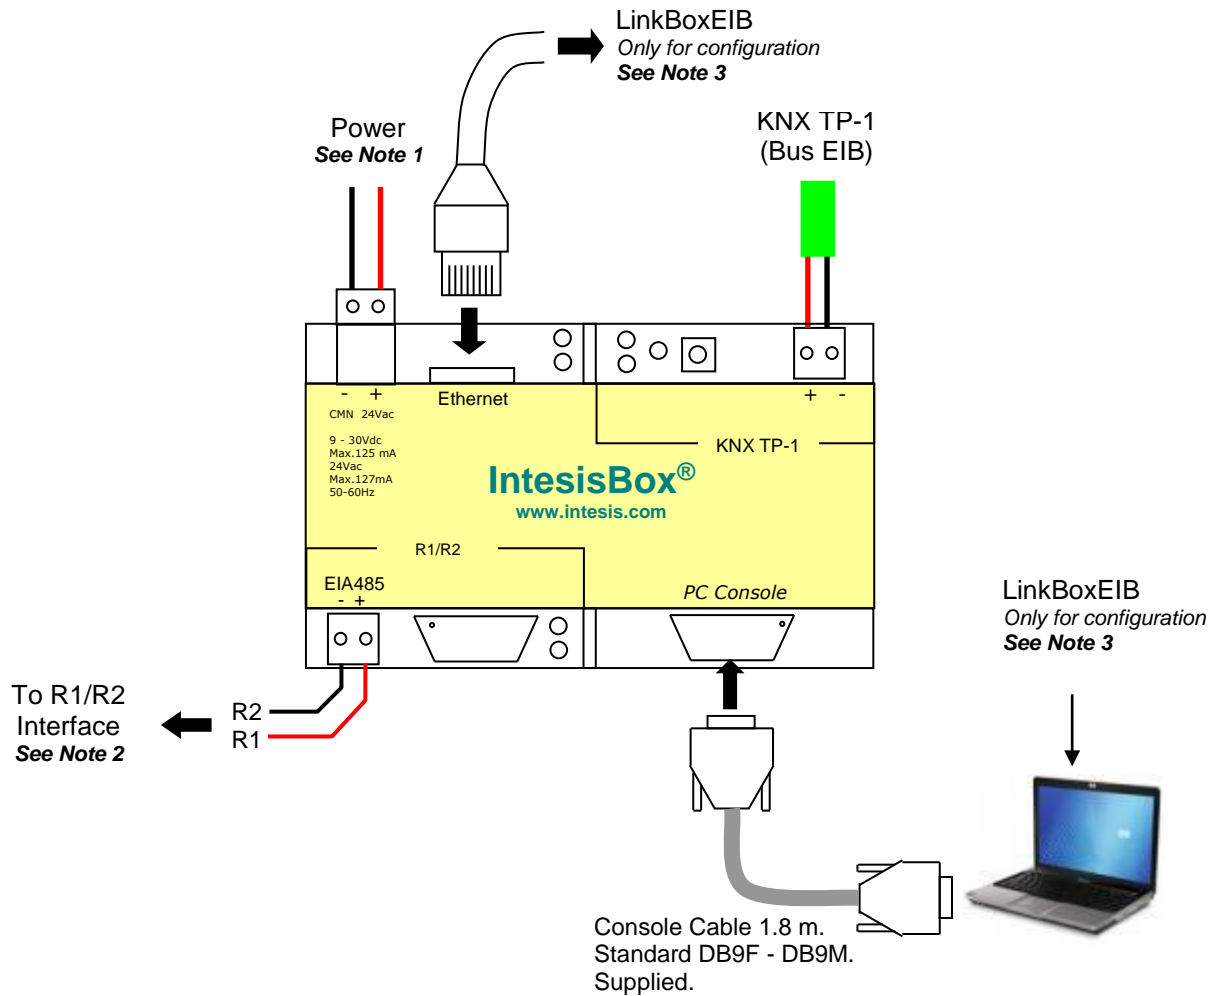 LinkBoxEIB
Only for configuration
See Note 3
Power
See Note 1
KNX TP-1
(Bus EIB)
- +
CMN 24Vac
9 - 30Vdc
Max.125 mA
24Vac
Max.127mA
50-60Hz
Ethernet
+ -
KNX TP-1
IntesisBox®
www.intesis.com
R1/R2
EIA485
- +
PC Console
LinkBoxEIB
Only for configuration
See Note 3
To R1/R2
Interface
See Note 2
R2
R1
Console Cable 1.8 m.
Standard DB9F - DB9M.
Supplied.